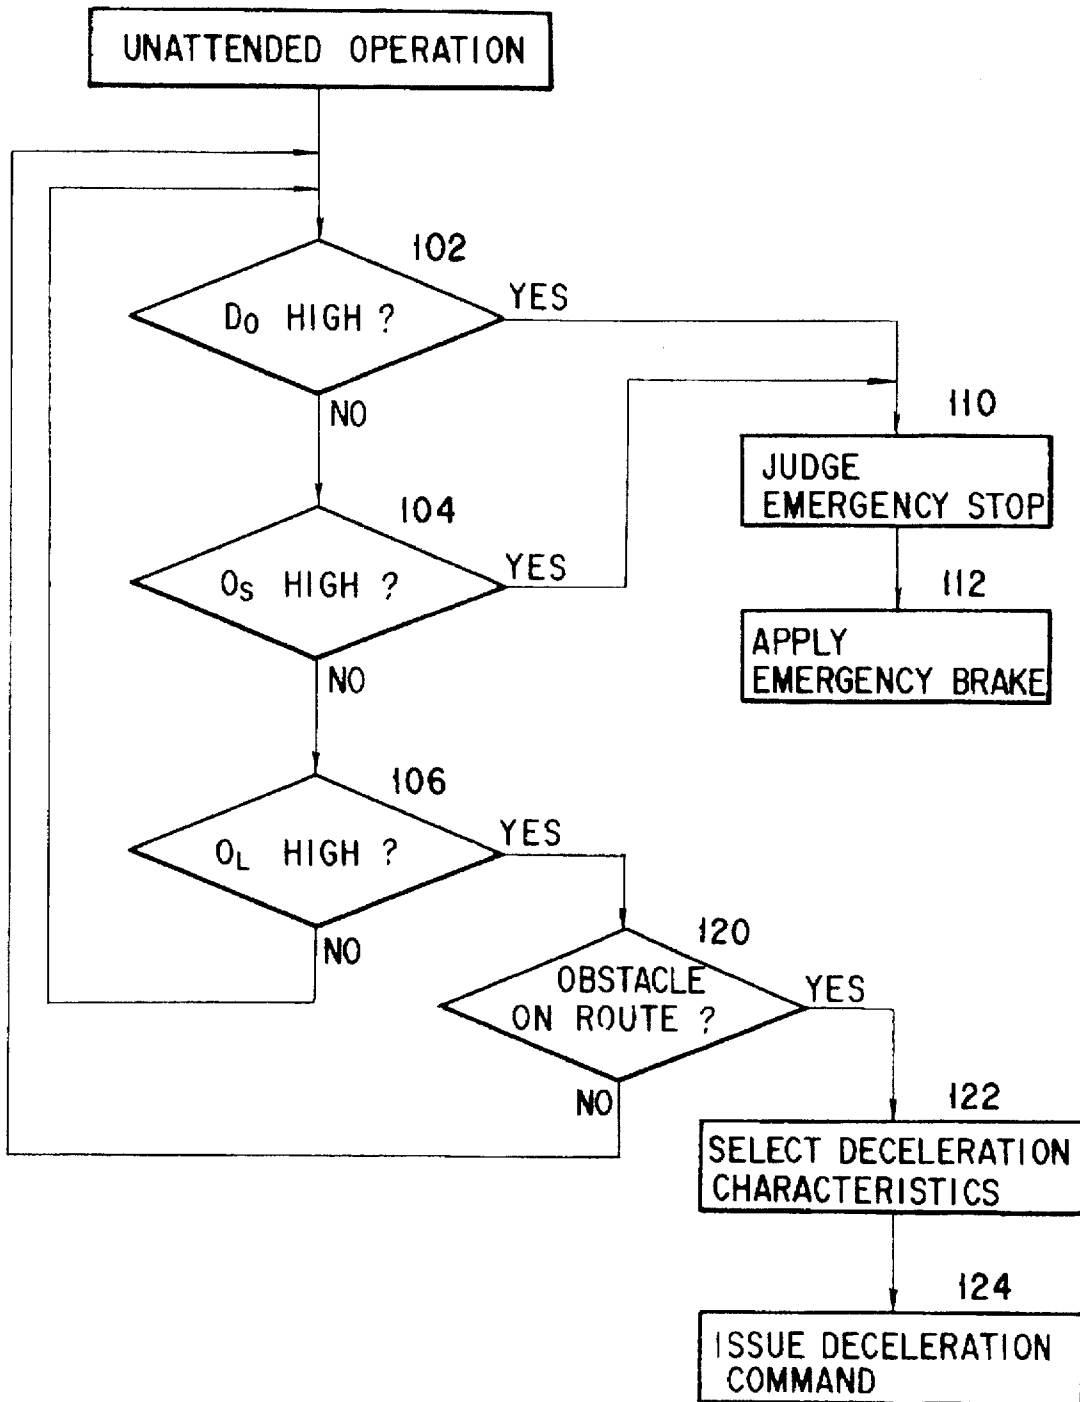 UNATTENDED OPERATION
102
D0 HIGH ?
YES
NO
110
JUDGE
EMERGENCY STOP
104
OS HIGH ?
YES
NO
112
APPLY
EMERGENCY BRAKE
106
OL HIGH ?
YES
NO
120
OBSTACLE
ON ROUTE ?
YES
NO
122
SELECT DECELERATION
CHARACTERISTICS
124
ISSUE DECELERATION
COMMAND